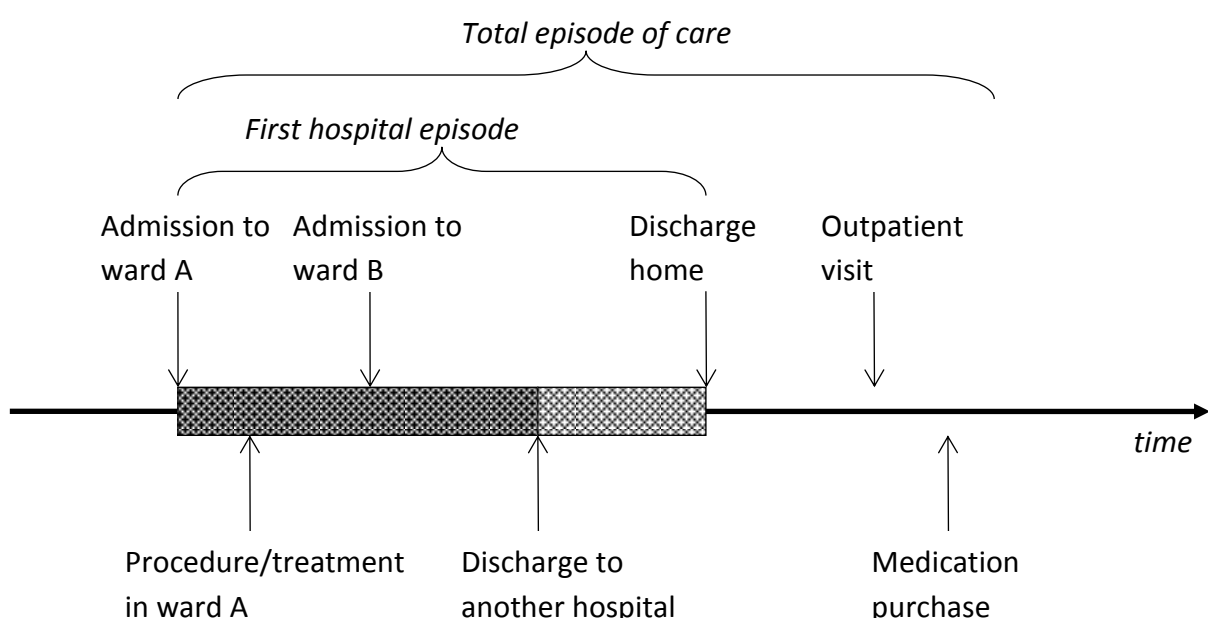 Total episode of care
First hospital episode
Admission to
ward A
Admission to
ward B
Discharge
home
Outpatient
visit
time
Procedure/treatment
in ward A
Discharge to
another hospital
Medication
purchase